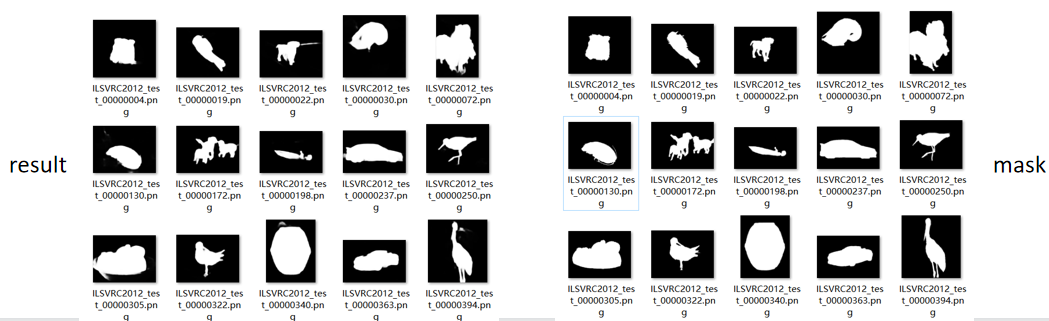 ILSVRC2012_tes ILSVRC2012_tes ILSVRC2012_tes ILSVRC2012_tes ILSVRC2012_tes ILSVRC2012_tes ILSVRC2012_tes ILSVRC2012_tes ILSVRC2012_tes ILSVRC2012_tes
t_00000004.pn t_00000019.pn t_00000022.pn t_00000030.pn t_00000072.pn t_00000004.pn t_00000019.pn t_00000022.pn t_00000030.pn t_00000072.pn
g g g g g g g g g g
result
mask
ILSVRC2012_tes ILSVRC2012_tes ILSVRC2012_tes ILSVRC2012_tes ILSVRC2012_tes ILSVRC2012_tes ILSVRC2012_tes ILSVRC2012_tes ILSVRC2012_tes ILSVRC2012_tes
t_00000130.pn t_00000172.pn t_00000198.pn t_00000237.pn t_00000250.pn t_00000130.pn t_00000172.pn t_00000198.pn t_00000237.pn t_00000250.pn
g g g g g g g g g g
ILSVRC2012_tes ILSVRC2012_tes ILSVRC2012_tes ILSVRC2012_tes ILSVRC2012_tes ILSVRC2012_tes ILSVRC2012_tes ILSVRC2012_tes ILSVRC2012_tes ILSVRC2012_tes
t_00000305.pn t_00000322.pn t_00000340.pn t_00000363.pn t_00000394.pn t_00000305.pn t_00000322.pn t_00000340.pn t_00000363.pn t_00000394.pn
g g g g g g g g g g